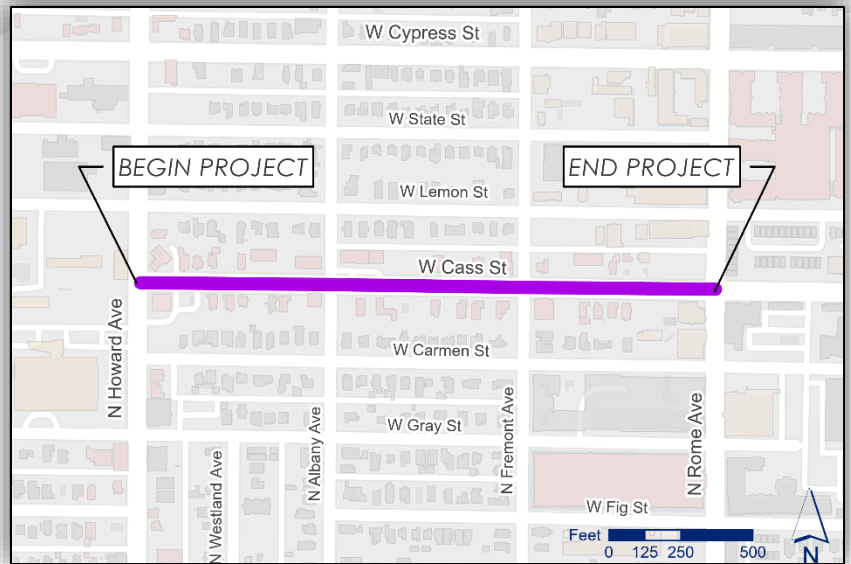 W Cypress St
W State St
BEGIN PROJECT
END PROJECT
W Lemon St
W Cass St
N Howard Ave
W Carmen St
N Albany Ave
N Fremont Ave
N Rome Ave
W Gray St
N Westland Ave
W Fig St
Feet
0 125 250 500
N